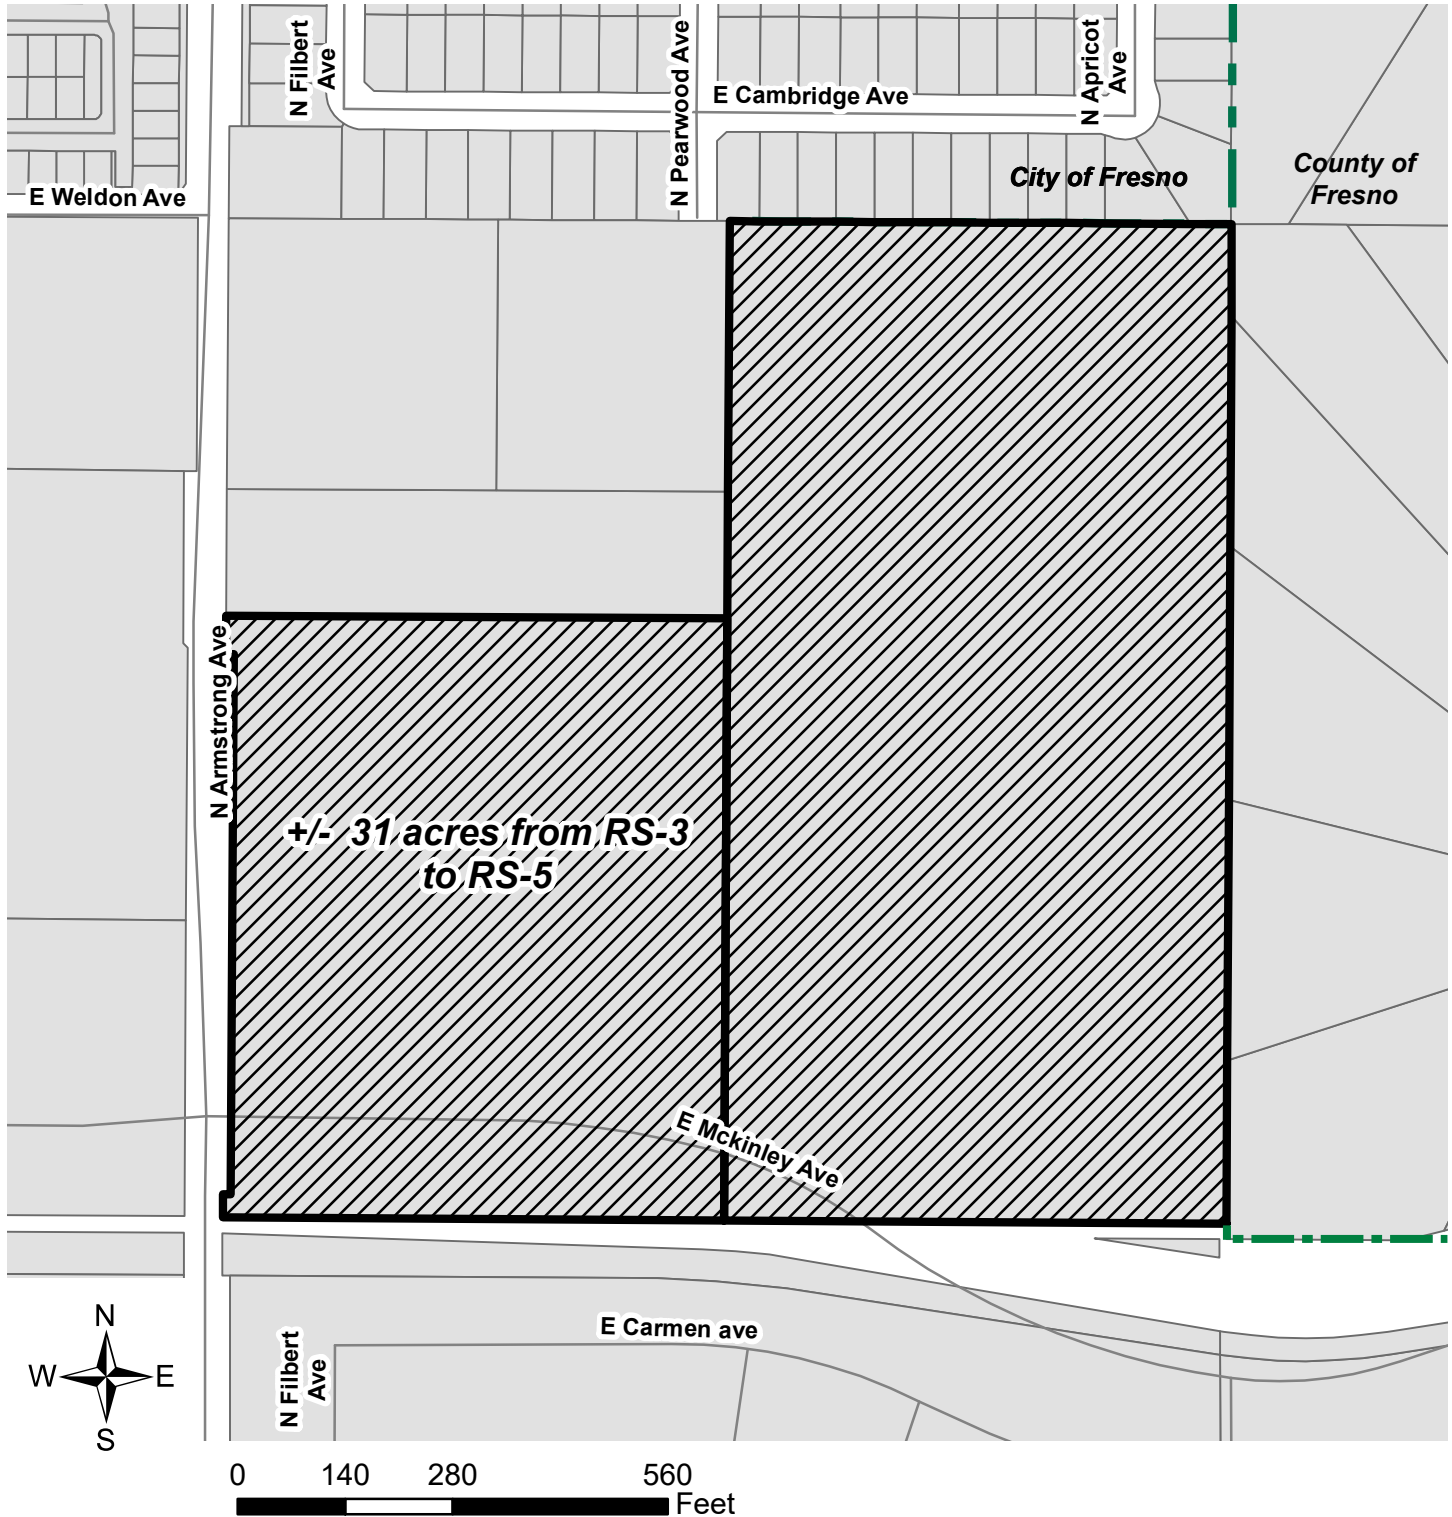 N Filbert
Ave
N Pearwood Ave
N Apricot
Ave
E Cambridge Ave
E Weldon Ave
City of Fresno
County of
Fresno
N Armstrong Ave
+/- 31 acres from RS-3
to RS-5
E Mckinley Ave
E Carmen ave
N Filbert
Ave
N
W E
S
0 140 280 560
Feet